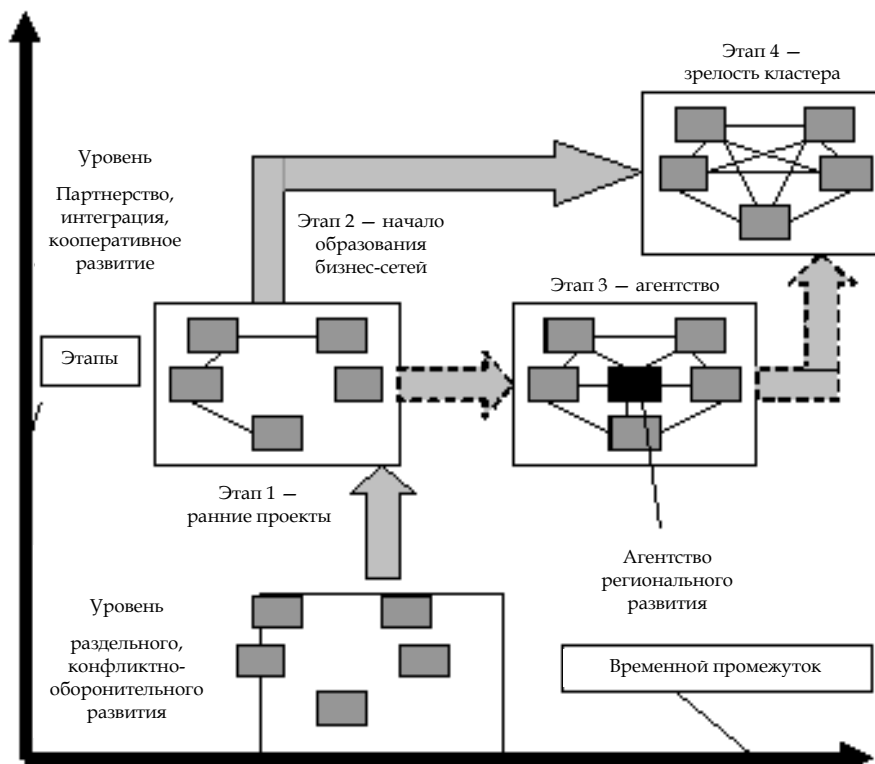 Этап 4 —
зрелость кластера
Уровень
Партнерство,
интеграция,
кооперативное
развитие
Этап 2 — начало
образования
бизнес-сетей
Этап 3 — агентство
Этапы
Этап 1 —
ранние проекты
Агентство
регионального
развития
Уровень
раздельного,
конфликтно-
оборонительного
развития
Временной промежуток